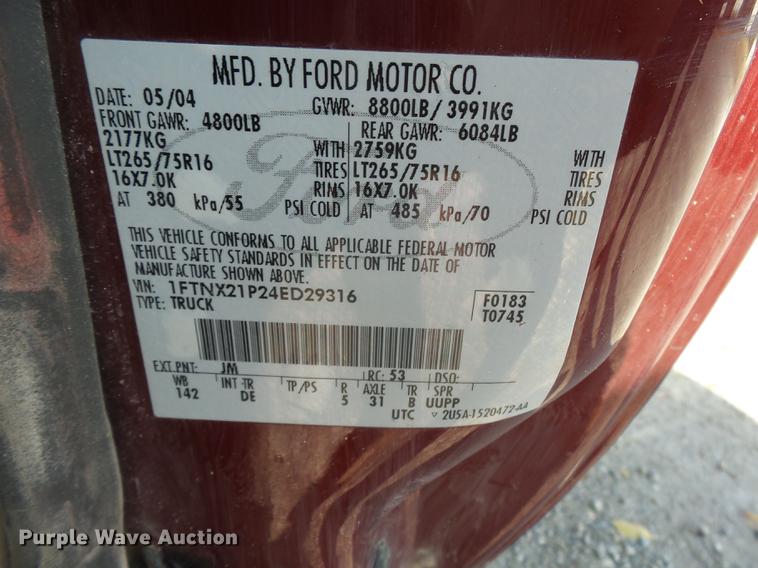 MFD. BY FORD MOTOR CO.
DATE: 05/04 GVWR: 8800LB/ 3991KG
FRONT GAWR: 4800LB REAR GAWR: 6084LB
2177KG WITH 2759KG WITH
LT265/75R16 TIRES LT265/75R16 TIRES
16X7.0K RIMS 16X7.0K RIMS
AT 380 kPa/55 PSI COLD AT 485 kPa/70 PSI COLD
Ford
THIS VEHICLE CONFORMS TO ALL APPLICABLE FEDERAL MOTOR
VEHICLE SAFETY STANDARDS IN EFFECT ON THE DATE OF
MANUFACTURE SHOWN ABOVE.
VIN: 1FTNX21P24ED29316 F0183
TYPE: TRUCK T0745
EXT PNT: JM RC: 53 DSO:
WB INT TR TP/PS R AXLE TR SPR
142 DE 5 31 B UUPP
UTC ▽ 2U5A-1520472-AA
Purple Wave Auction